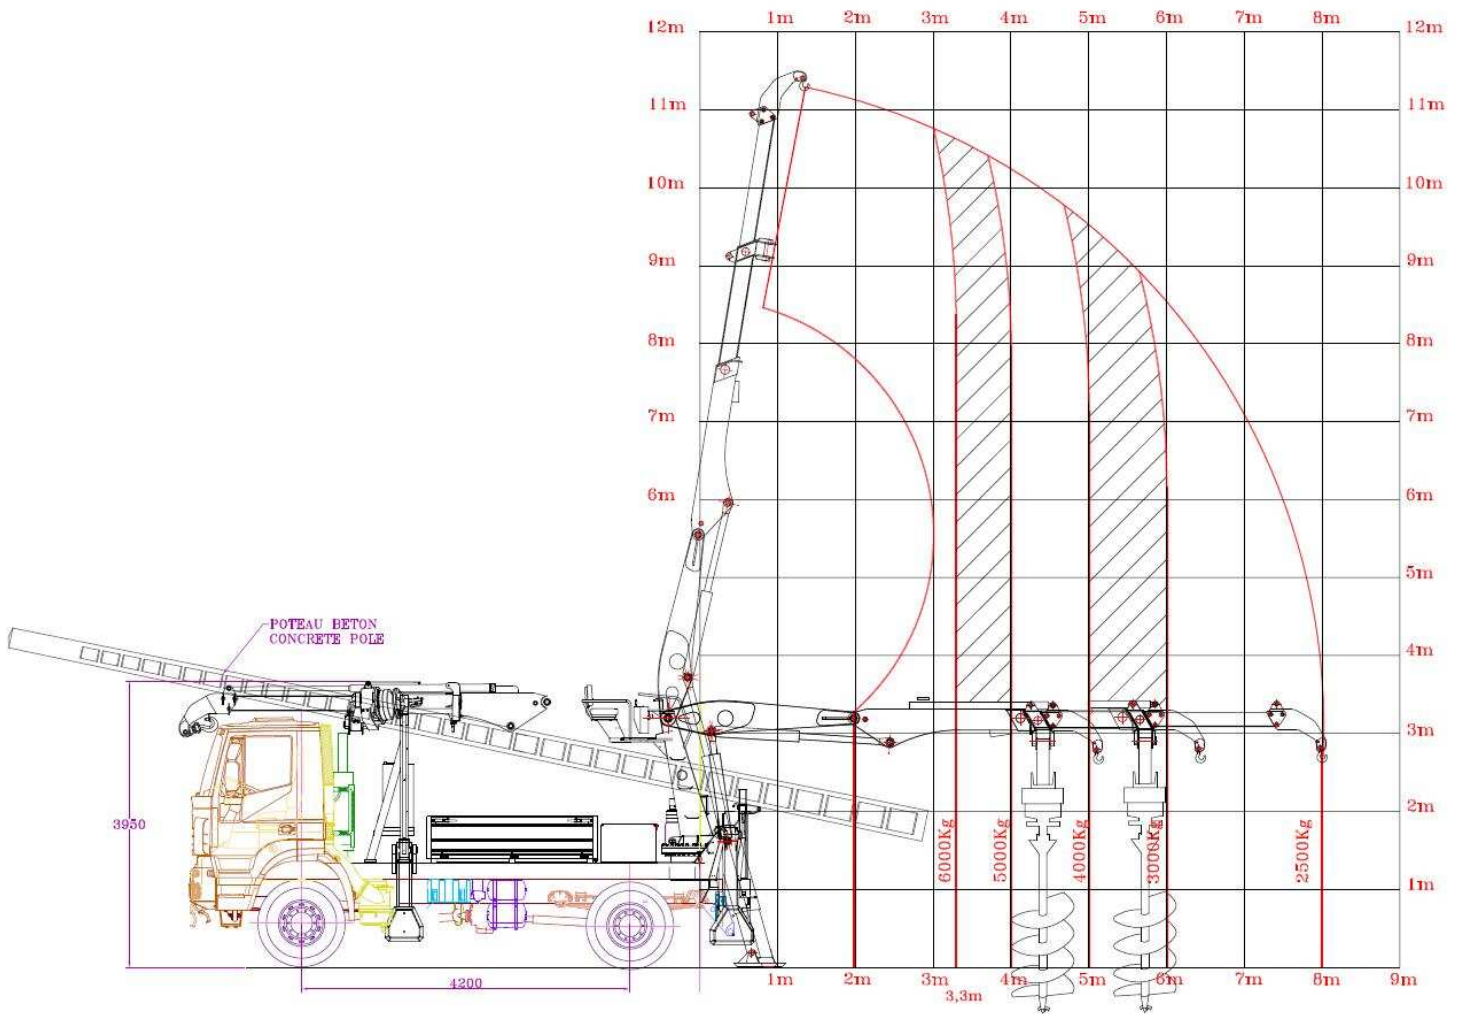 1m 2m 3m 4m 5m 6m 7m 8m
12m 12m
11m 11m
10m 10m
9m 9m
8m 8m
7m 7m
6m 6m
5m
POTEAU BETON
CONCRETE POLE
4m
3m
2m
3950
6000Kg 5000Kg 4000Kg 3000Kg 2500Kg
1m
4200
1m 2m 3m 4m 5m 6m 7m 8m 9m
3,3m